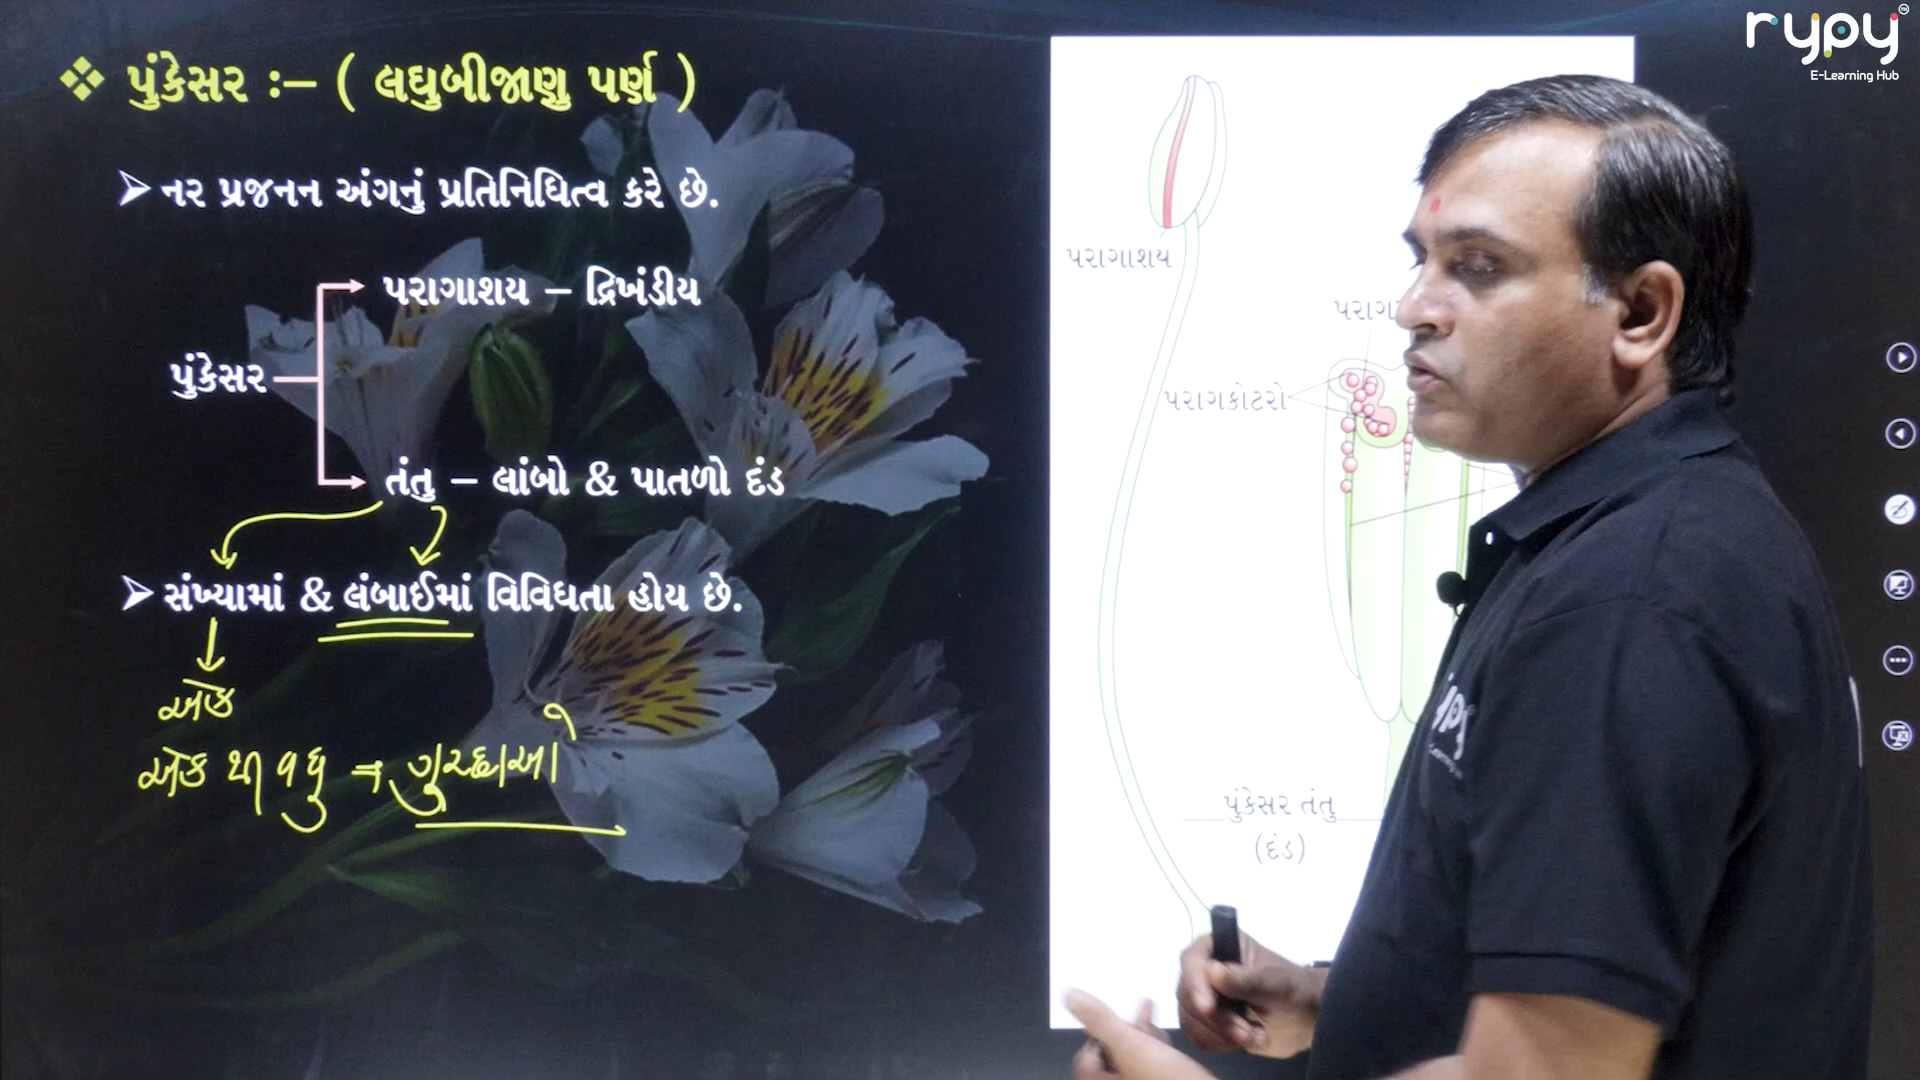 rypy
TM
E-Learning Hub
❖ પુંકેસર :– ( લઘુબીજાણુ પર્ણ )
➢ નર પ્રજનન અંગનું પ્રતિનિધિત્વ કરે છે.
પરાગાશય – દ્વિખંડીય
પુંકેસર
તંતુ – લાંબો & પાતળો દંડ
➢ સંખ્યામાં & લંબાઈમાં વિવિધતા હોય છે.
એક
એક થી વધુ → ગુચ્છાઓ
પરાગાશય
પરાગકોટરો
પુંકેસર તંતુ
(દંડ)